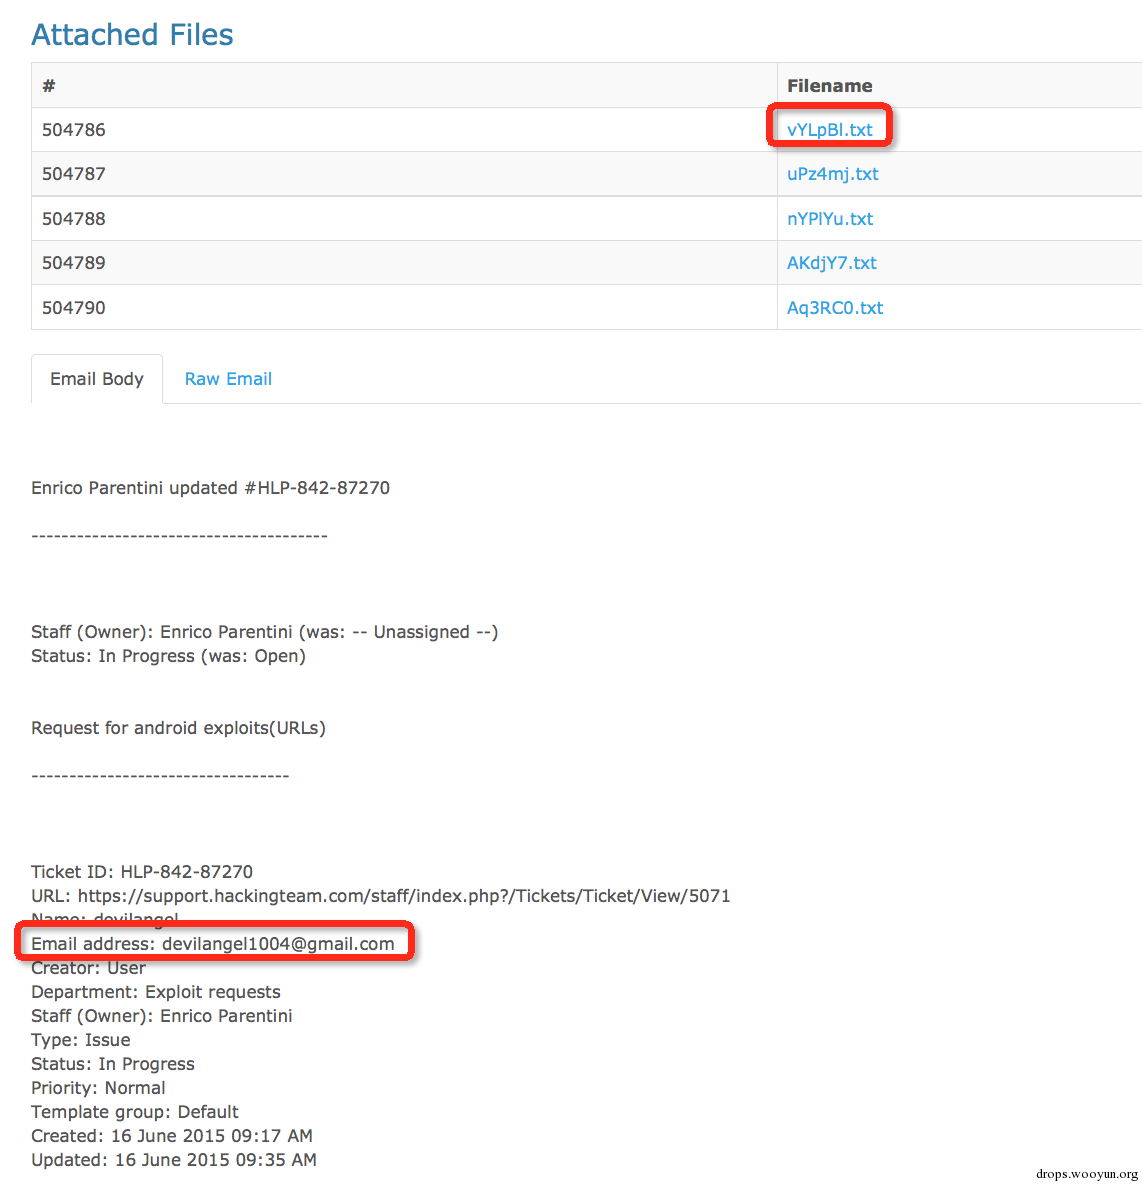 Attached Files
# Filename
504786 vYLpBl.txt
504787 uPz4mj.txt
504788 nYPlYu.txt
504789 AKdjY7.txt
504790 Aq3RC0.txt
Email Body Raw Email
Enrico Parentini updated #HLP-842-87270
---------------------------------------
Staff (Owner): Enrico Parentini (was: -- Unassigned --)
Status: In Progress (was: Open)
Request for android exploits(URLs)
----------------------------------
Ticket ID: HLP-842-87270
URL: https://support.hackingteam.com/staff/index.php?/Tickets/Ticket/View/5071
Name: devilangel
Email address: devilangel1004@gmail.com
Creator: User
Department: Exploit requests
Staff (Owner): Enrico Parentini
Type: Issue
Status: In Progress
Priority: Normal
Template group: Default
Created: 16 June 2015 09:17 AM
Updated: 16 June 2015 09:35 AM
drops.wooyun.org